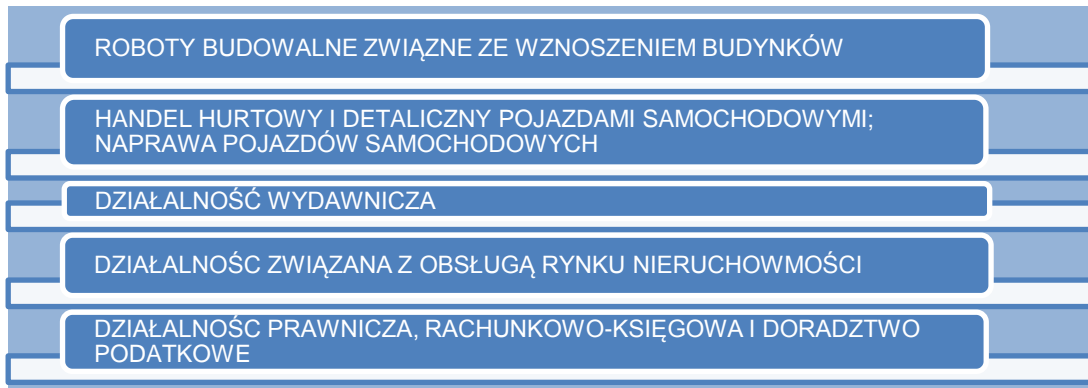 ROBOTY BUDOWALNE ZWIĄZNE ZE WZNOSZENIEM BUDYNKÓW
HANDEL HURTOWY I DETALICZNY POJAZDAMI SAMOCHODOWYMI;
NAPRAWA POJAZDÓW SAMOCHODOWYCH
DZIAŁALNOŚĆ WYDAWNICZA
DZIAŁALNOŚC ZWIĄZANA Z OBSŁUGĄ RYNKU NIERUCHOWMOŚCI
DZIAŁALNOŚC PRAWNICZA, RACHUNKOWO-KSIĘGOWA I DORADZTWO
PODATKOWE